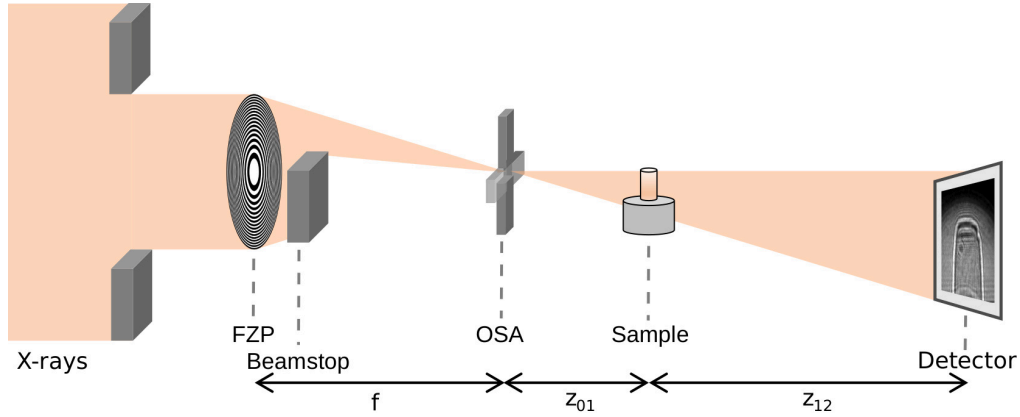 FZP
OSA
Sample
X-rays
Beamstop
Detector
f
z01
z12